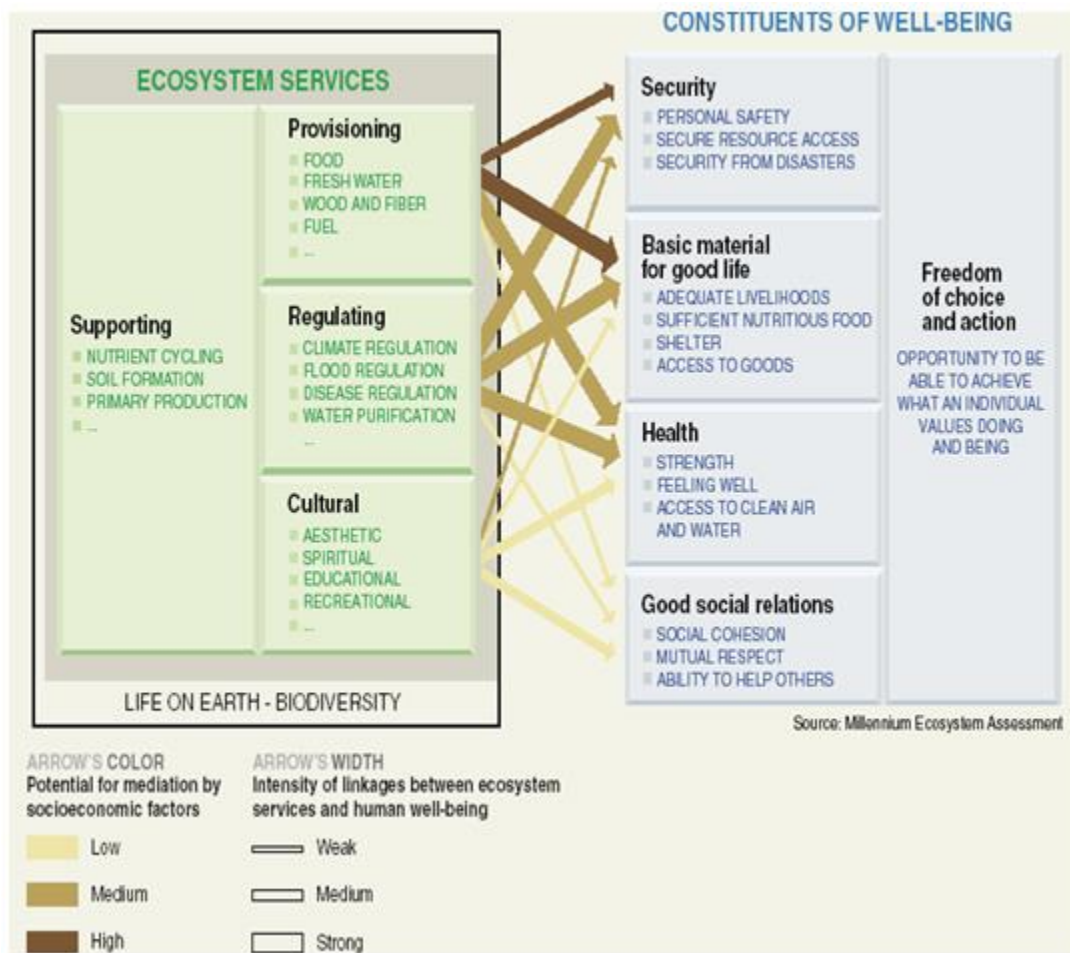 CONSTITUENTS OF WELL-BEING
ECOSYSTEM SERVICES
Provisioning
FOOD
FRESH WATER
WOOD AND FIBER
FUEL
...
Supporting
NUTRIENT CYCLING
SOIL FORMATION
PRIMARY PRODUCTION
...
Regulating
CLIMATE REGULATION
FLOOD REGULATION
DISEASE REGULATION
WATER PURIFICATION
...
Cultural
AESTHETIC
SPIRITUAL
EDUCATIONAL
RECREATIONAL
...
LIFE ON EARTH - BIODIVERSITY
Security
PERSONAL SAFETY
SECURE RESOURCE ACCESS
SECURITY FROM DISASTERS
Basic material
for good life
ADEQUATE LIVELIHOODS
SUFFICIENT NUTRITIOUS FOOD
SHELTER
ACCESS TO GOODS
Health
STRENGTH
FEELING WELL
ACCESS TO CLEAN AIR
AND WATER
Good social relations
SOCIAL COHESION
MUTUAL RESPECT
ABILITY TO HELP OTHERS
Freedom
of choice
and action
OPPORTUNITY TO BE
ABLE TO ACHIEVE
WHAT AN INDIVIDUAL
VALUES DOING
AND BEING
Source: Millennium Ecosystem Assessment
ARROW'S COLOR
Potential for mediation by
socioeconomic factors
Low
Medium
High
ARROW'S WIDTH
Intensity of linkages between ecosystem
services and human well-being
Weak
Medium
Strong